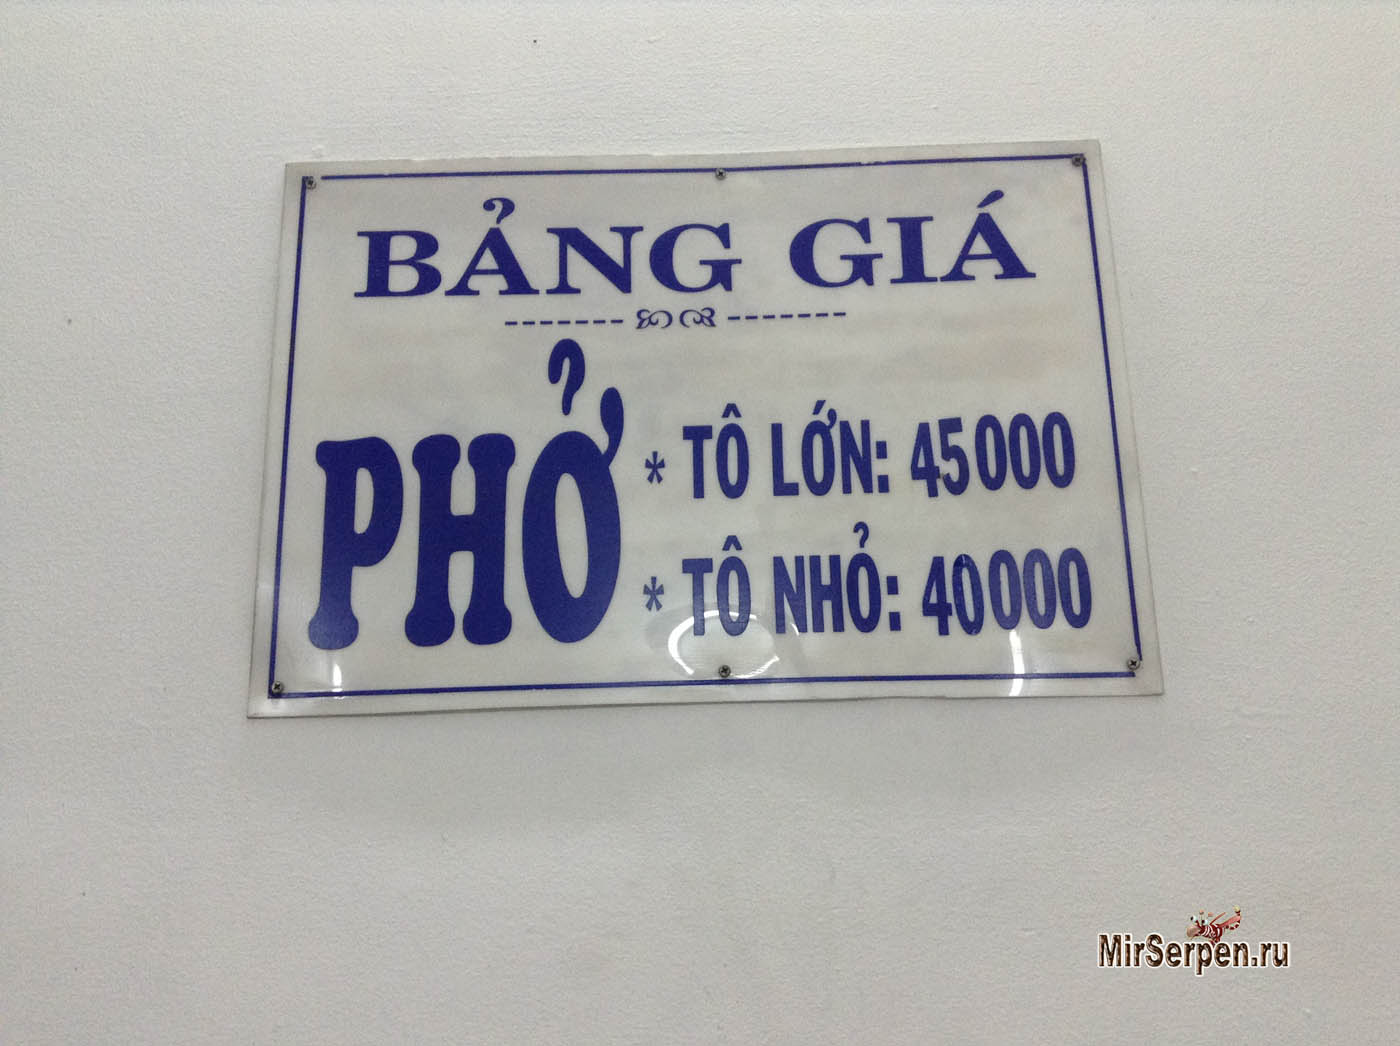 BẢNG GIÁ
PHỞ
* TÔ LỚN: 45000
* TÔ NHỎ: 40000
MirSerpen.ru